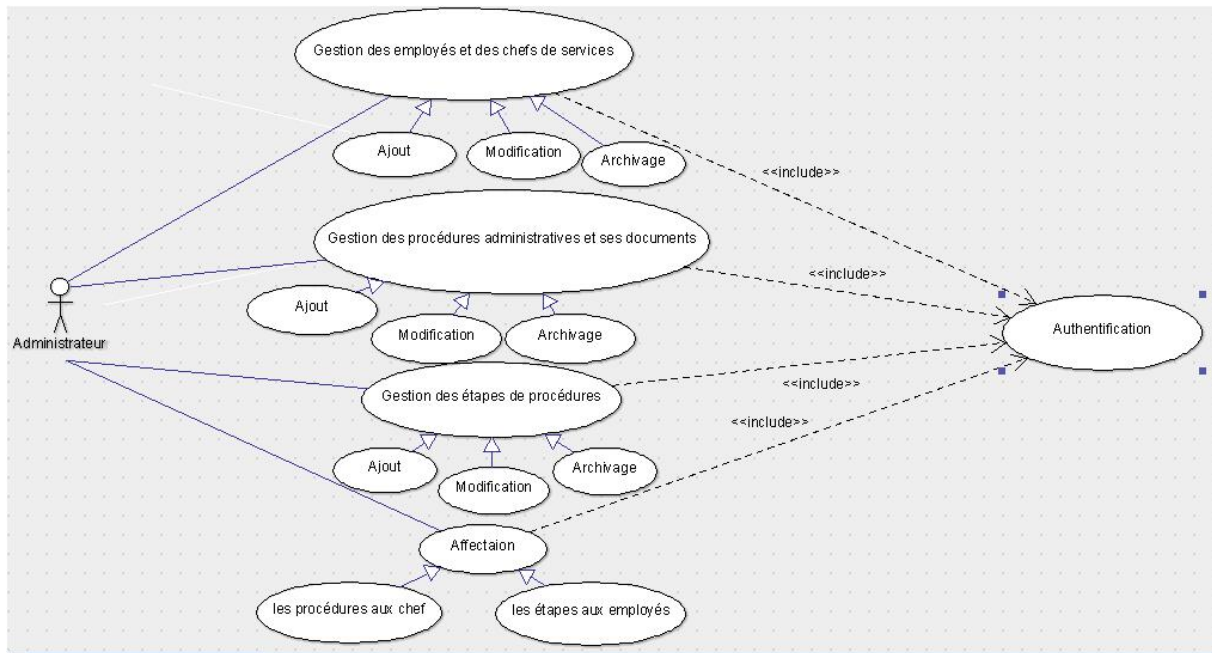 Gestion des employés et des chefs de services
Ajout
Modification
Archivage
<<include>>
Gestion des procédures administratives et ses documents
<<include>>
Ajout
Modification
Archivage
Administrateur
Authentification
Gestion des étapes de procédures
<<include>>
<<include>>
Ajout
Modification
Archivage
Affectaion
les procédures aux chef
les étapes aux employés